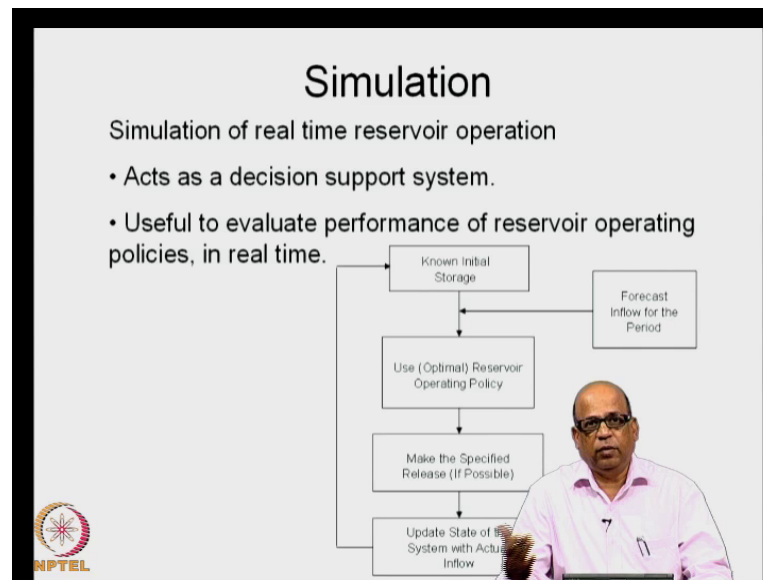 Simulation
Simulation of real time reservoir operation
• Acts as a decision support system.
• Useful to evaluate performance of reservoir operating
policies, in real time.
Known Initial
Storage
Forecast
Inflow for the
Period
Use (Optimal) Reservoir
Operating Policy
Make the Specified
Release (If Possible)
Update State of
System with
Inflow
NPTEL